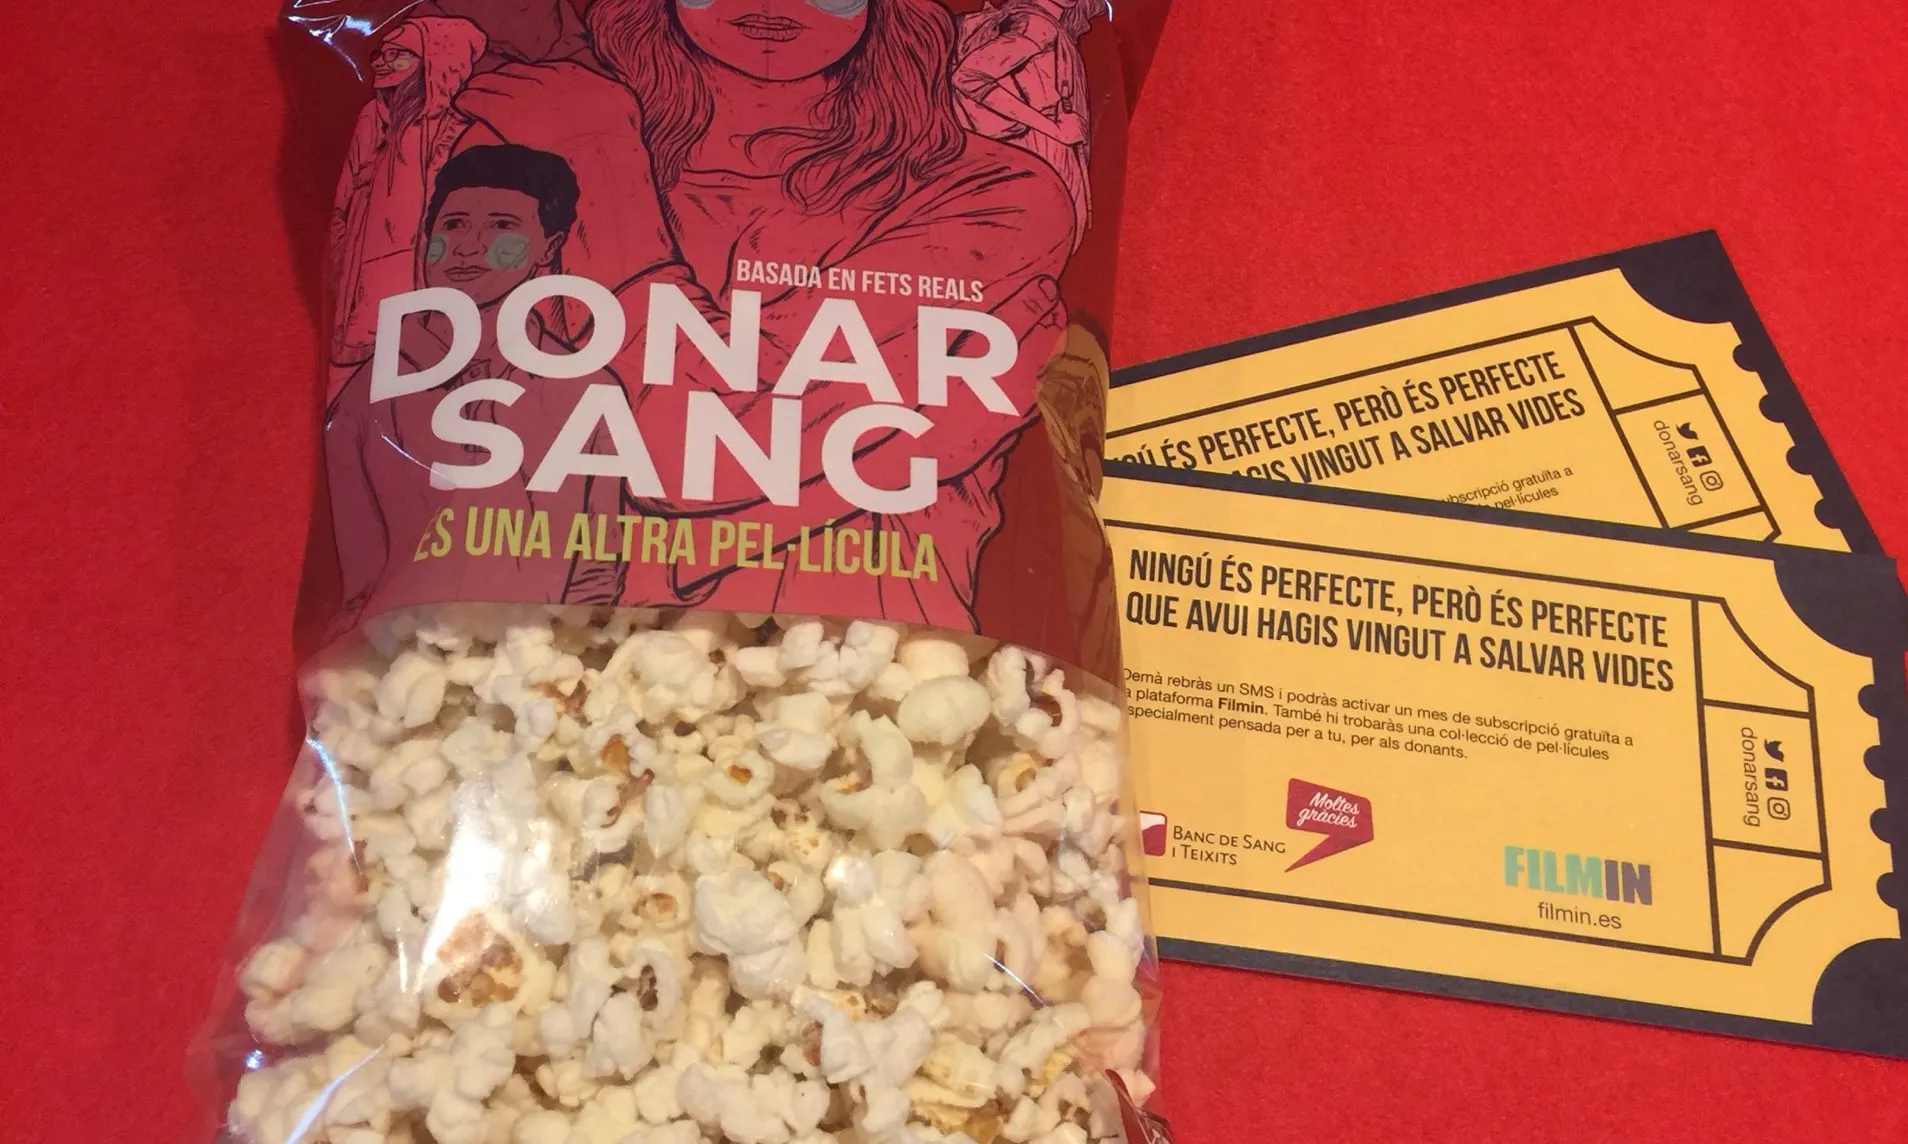 BASADA EN FETS REALS
DONAR
SANG
ÉS UNA ALTRA PEL·LÍCULA
ÉS PERFECTE, PERÒ ÉS PERFECTE
VINGUT A SALVAR VIDES
gratuïta a
pel·lícules
donarsang
NINGÚ ÉS PERFECTE, PERÒ ÉS PERFECTE
QUE AVUI HAGIS VINGUT A SALVAR VIDES
Demà rebràs un SMS i podràs activar un mes de subscripció gratuïta a
a plataforma Filmin. També hi trobaràs una col·lecció de pel·lícules
specialment pensada per a tu, per als donants.
donarsang
Moltes
gràcies
BANC DE SANG
I TEIXITS
FILMIN
filmin.es